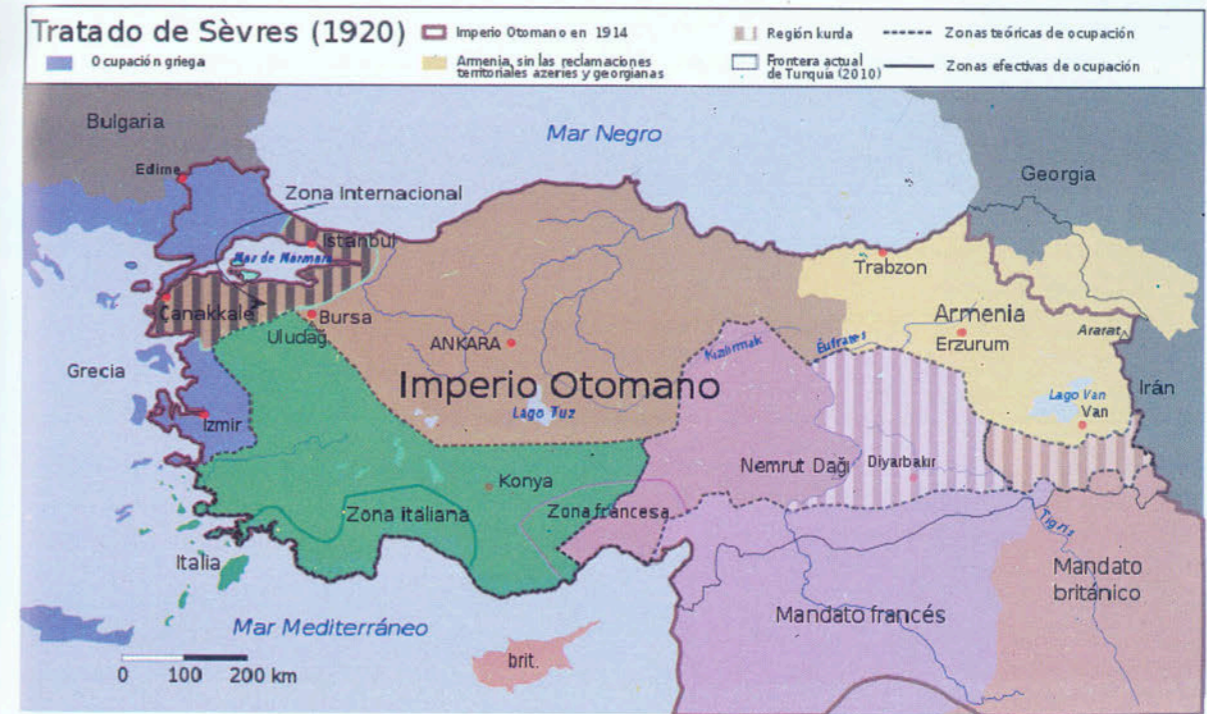 Tratado de Sèvres (1920)
Imperio Otomano en 1914
Región kurda
Zonas teóricas de ocupación
Ocupación griega
Armenia, sin las reclamaciones
territoriales azeries y georgianas
Frontera actual
de Turquía (2010)
Zonas efectivas de ocupación
Bulgaria
Mar Negro
Edirne
Georgia
Zona Internacional
Istanbul
Mar de Mármara
Trabzon
Çanakkale
Bursa
Armenia
Uludağ
ANKARA
Kızılırmak
Éufrates
Erzurum
Ararat
Grecia
Imperio Otomano
Irán
Lago Tuz
Lago Van
Van
Izmir
Nemrut Dağı
Diyarbakır
Konya
Zona italiana
Zona francesa
Tigris
Italia
Mandato
británico
Mandato francés
Mar Mediterráneo
brit.
0 100 200 km